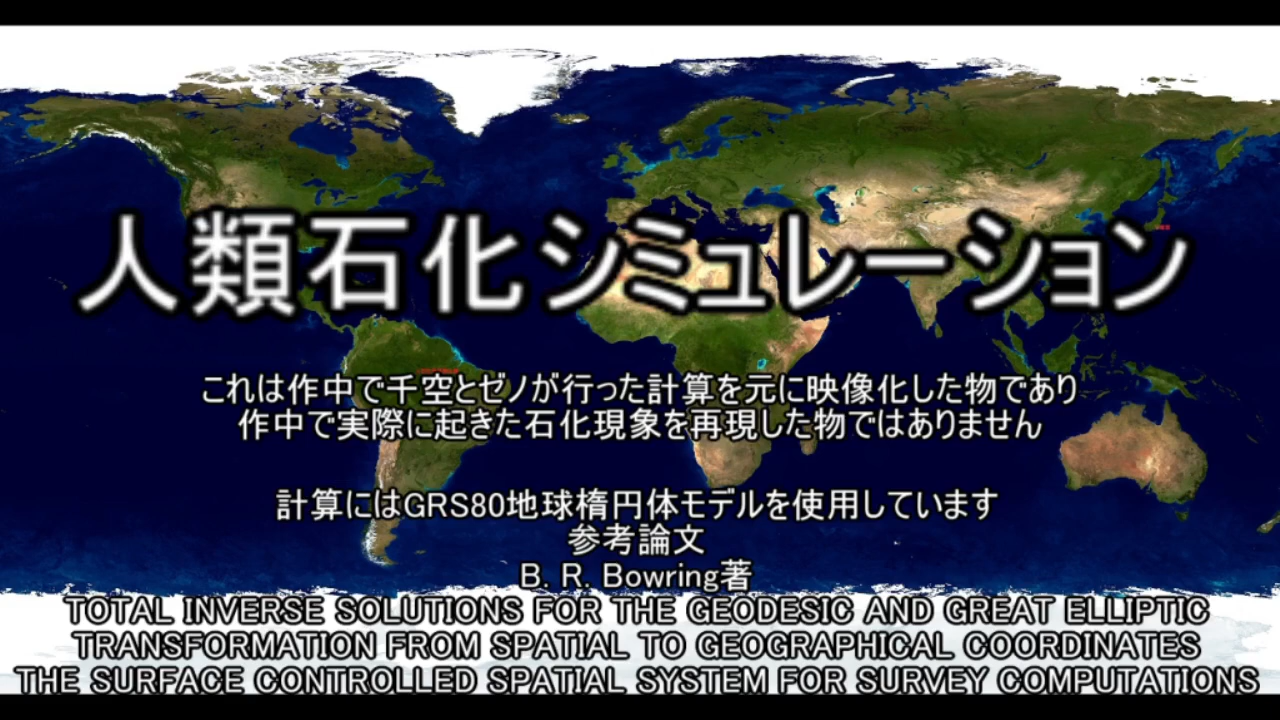 人類石化シミュレーション
これは作中で千空とゼノが行った計算を元に映像化した物であり
作中で実際に起きた石化現象を再現した物ではありません
計算にはGRS80地球楕円体モデルを使用しています
参考論文
B. R. Bowring著
TOTAL INVERSE SOLUTIONS FOR THE GEODESIC AND GREAT ELLIPTIC
TRANSFORMATION FROM SPATIAL TO GEOGRAPHICAL COORDINATES
THE SURFACE CONTROLLED SPATIAL SYSTEM FOR SURVEY COMPUTATIONS